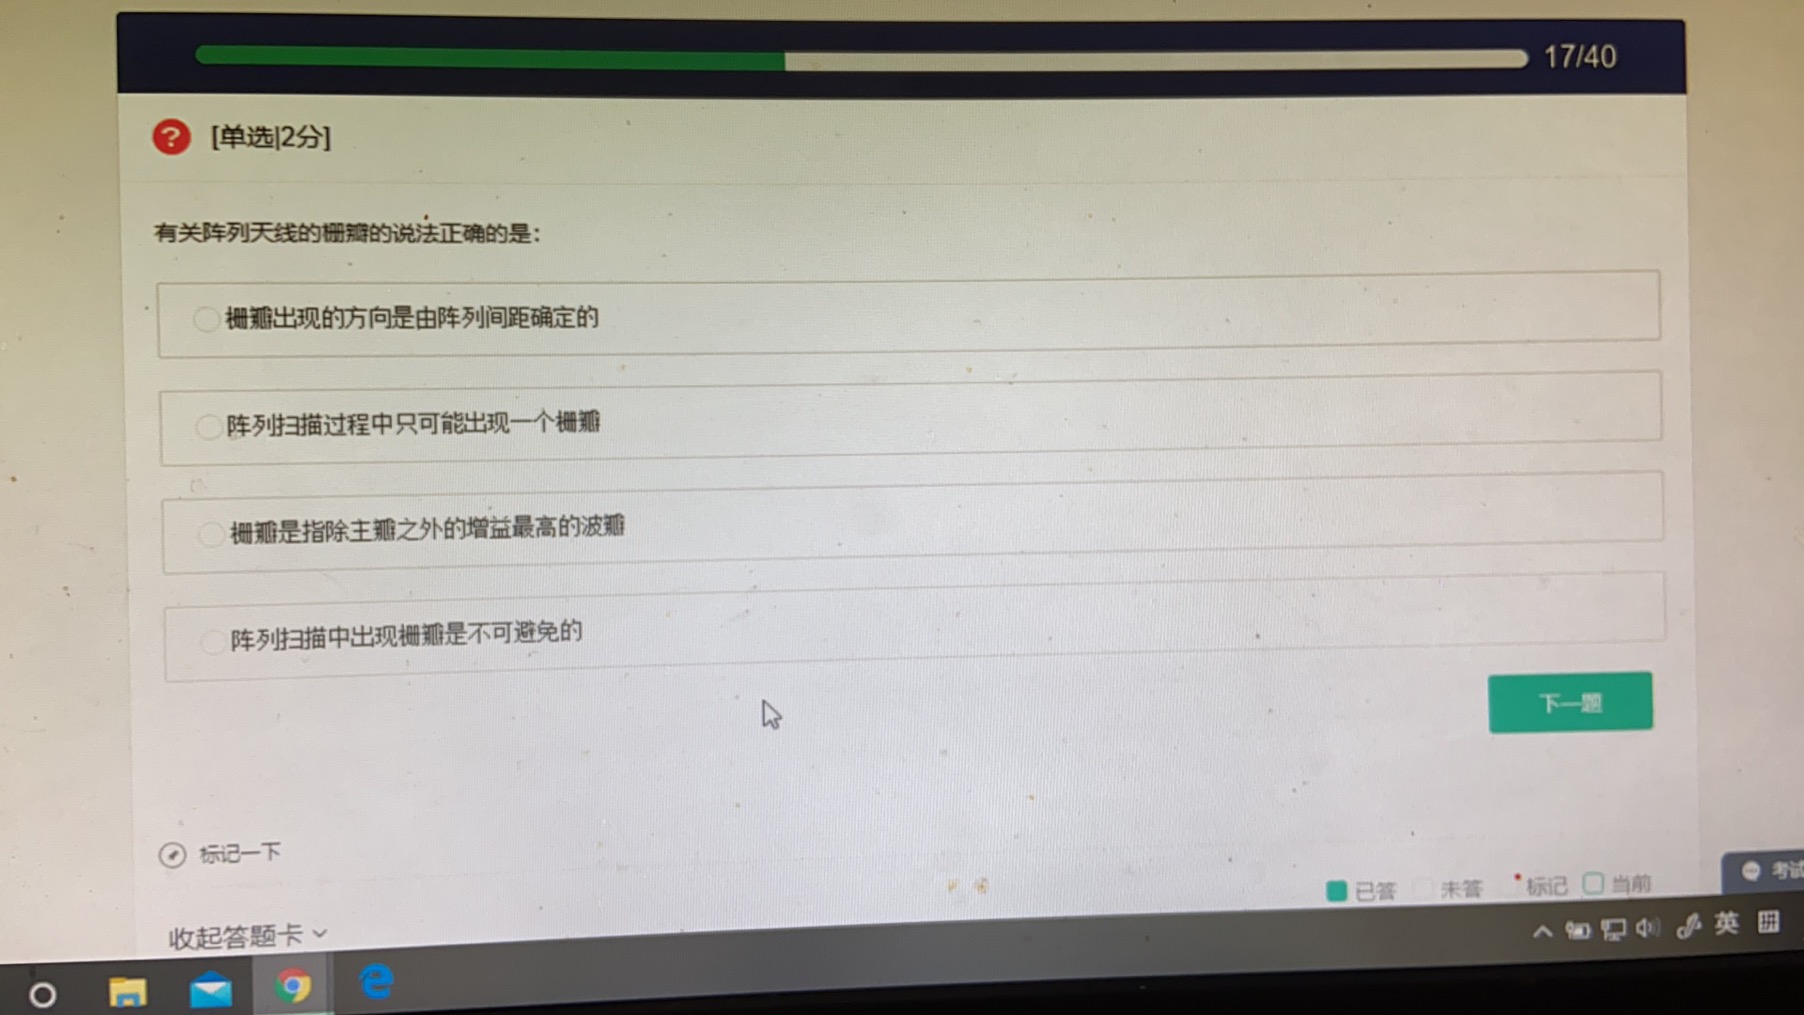 17/40
[单选|2分]
有关阵列天线的栅瓣的说法正确的是：
栅瓣出现的方向是由阵列间距确定的
阵列扫描过程中只可能出现一个栅瓣
栅瓣是指除主瓣之外的增益最高的波瓣
阵列扫描中出现栅瓣是不可避免的
下一题
标记一下
已答 未答 标记 当前
考试
收起答题卡
英